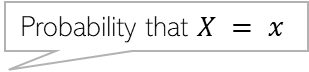 Probability that X = x